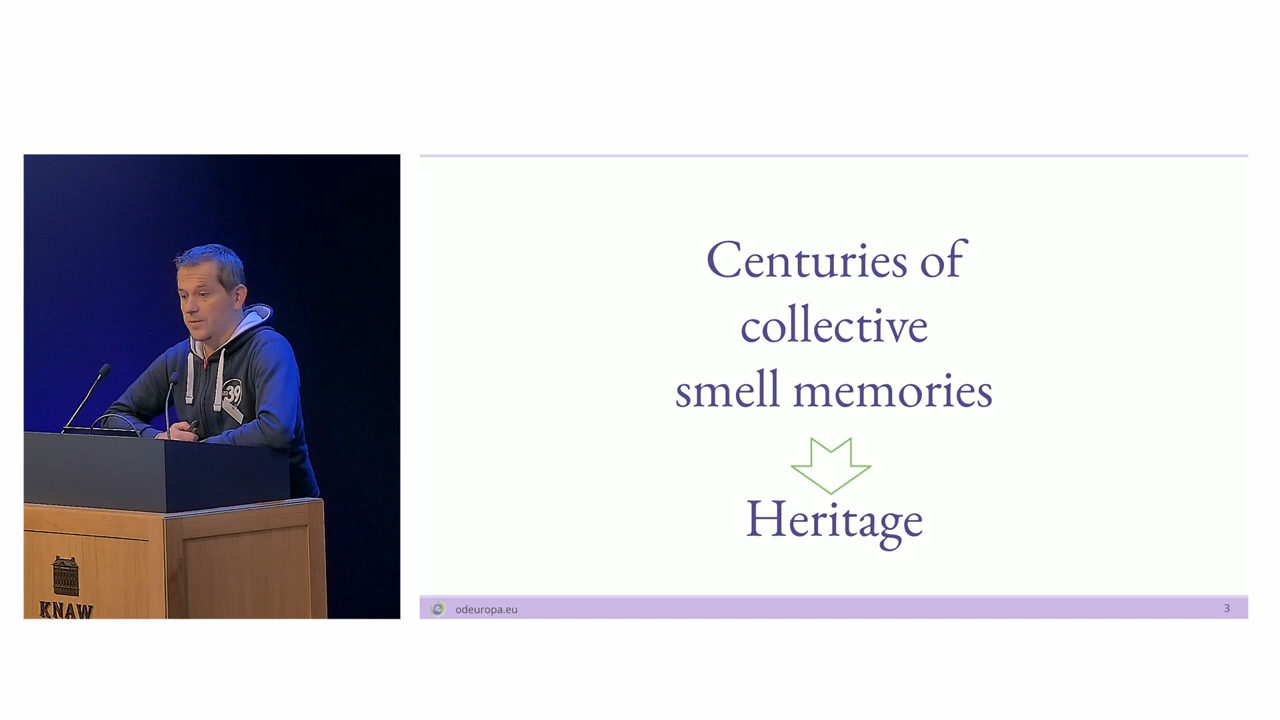 39
KNAW
Centuries of
collective
smell memories
Heritage
odeuropa.eu
3